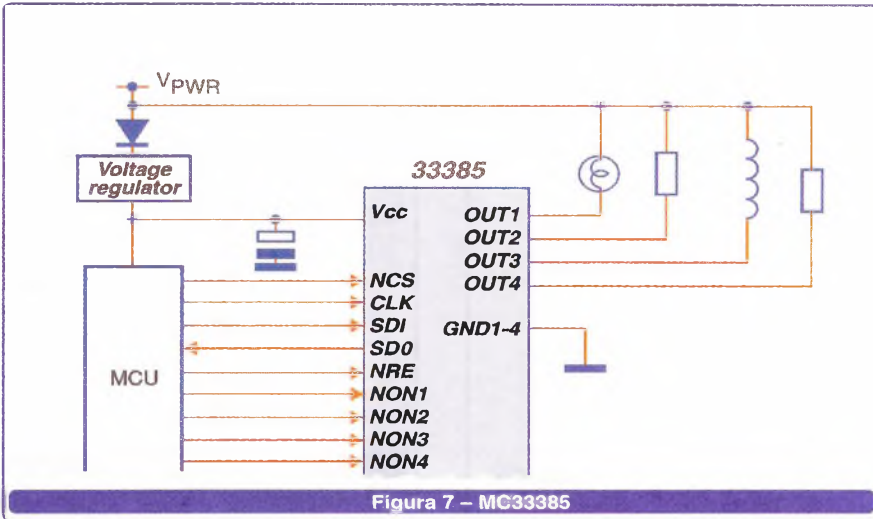 VPWR
Voltage
regulator
MCU
33385
Vcc
NCS
CLK
SDI
SD0
NRE
NON1
NON2
NON3
NON4
OUT1
OUT2
OUT3
OUT4
GND1-4
Figura 7 – MC33385